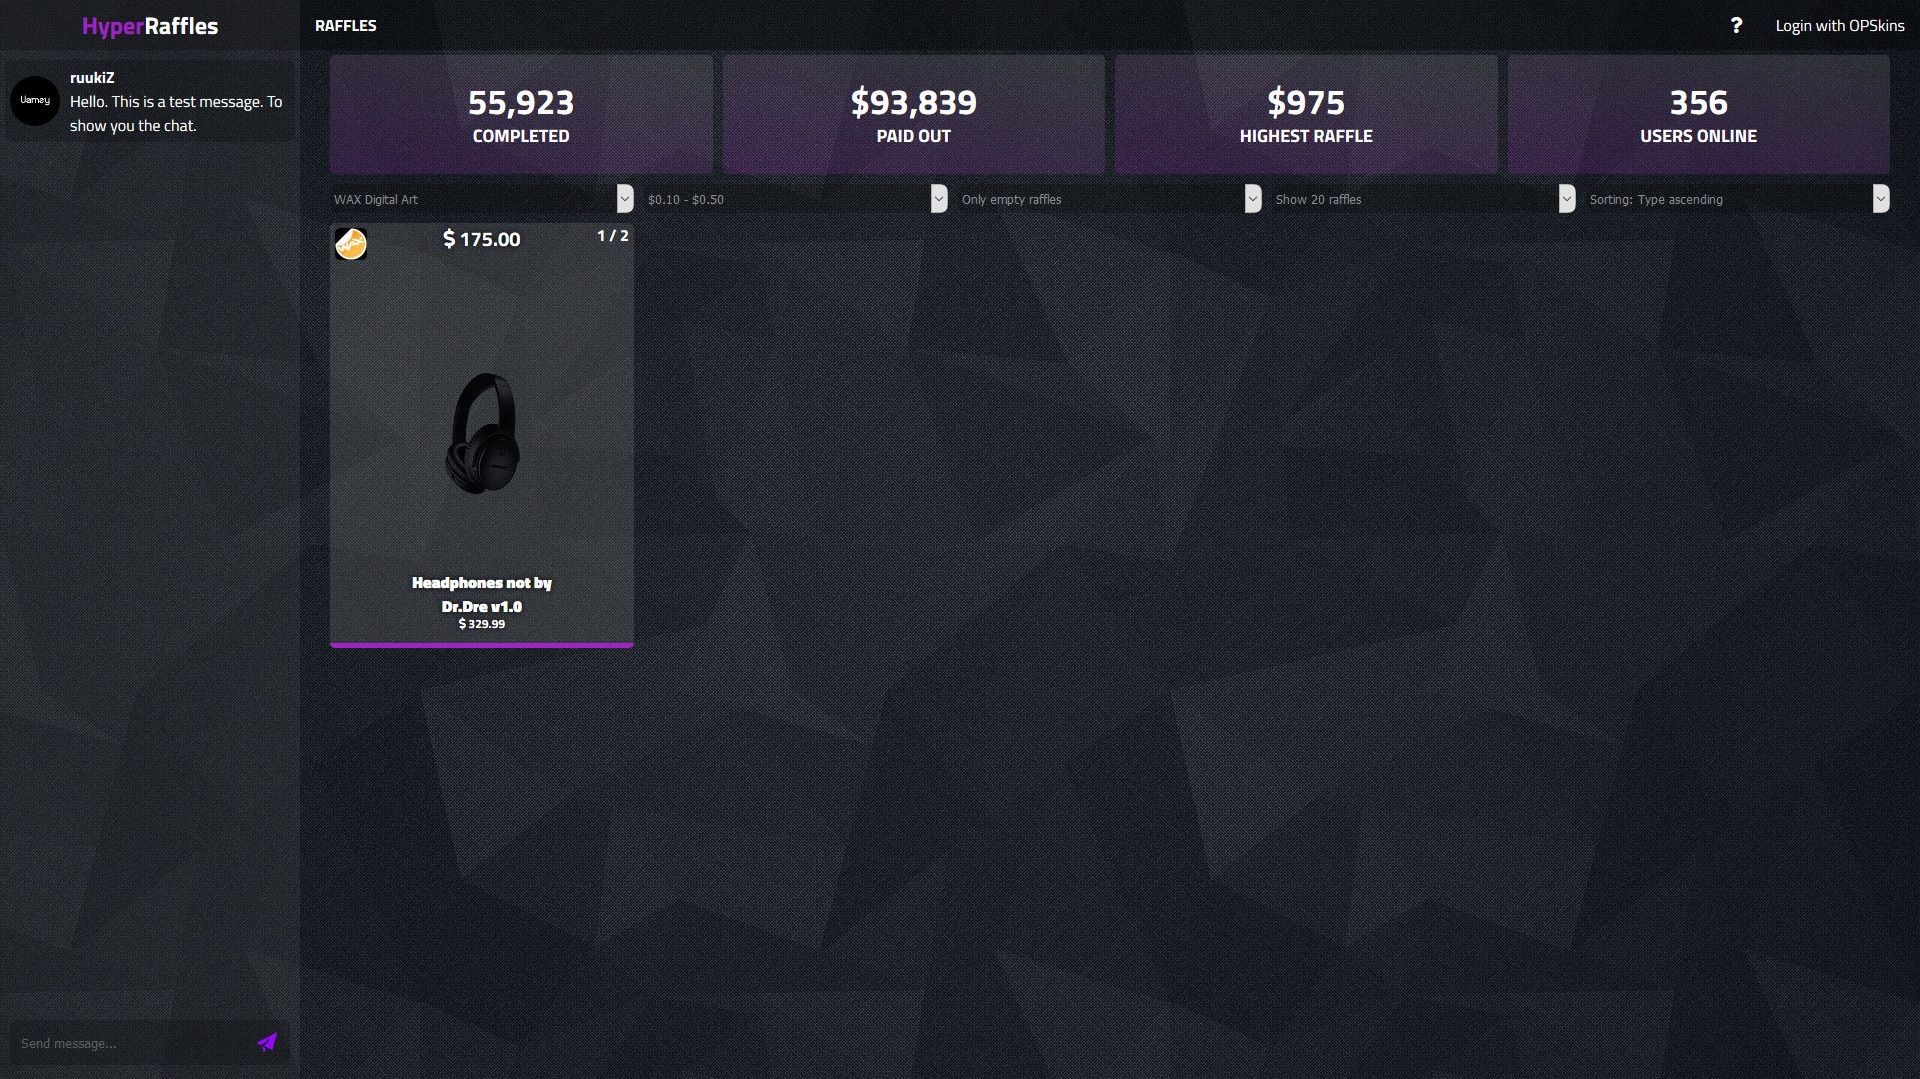 HyperRaffles
RAFFLES
?
Login with OPSkins
ruukiZ
Hello. This is a test message. To
show you the chat.
55,923
COMPLETED
$93,839
PAID OUT
$975
HIGHEST RAFFLE
356
USERS ONLINE
WAX Digital Art
$0.10 - $0.50
Only empty raffles
Show 20 raffles
Sorting: Type ascending
WAX
$ 175.00
1 / 2
Headphones not by
Dr.Dre v1.0
$ 329.99
Send message...